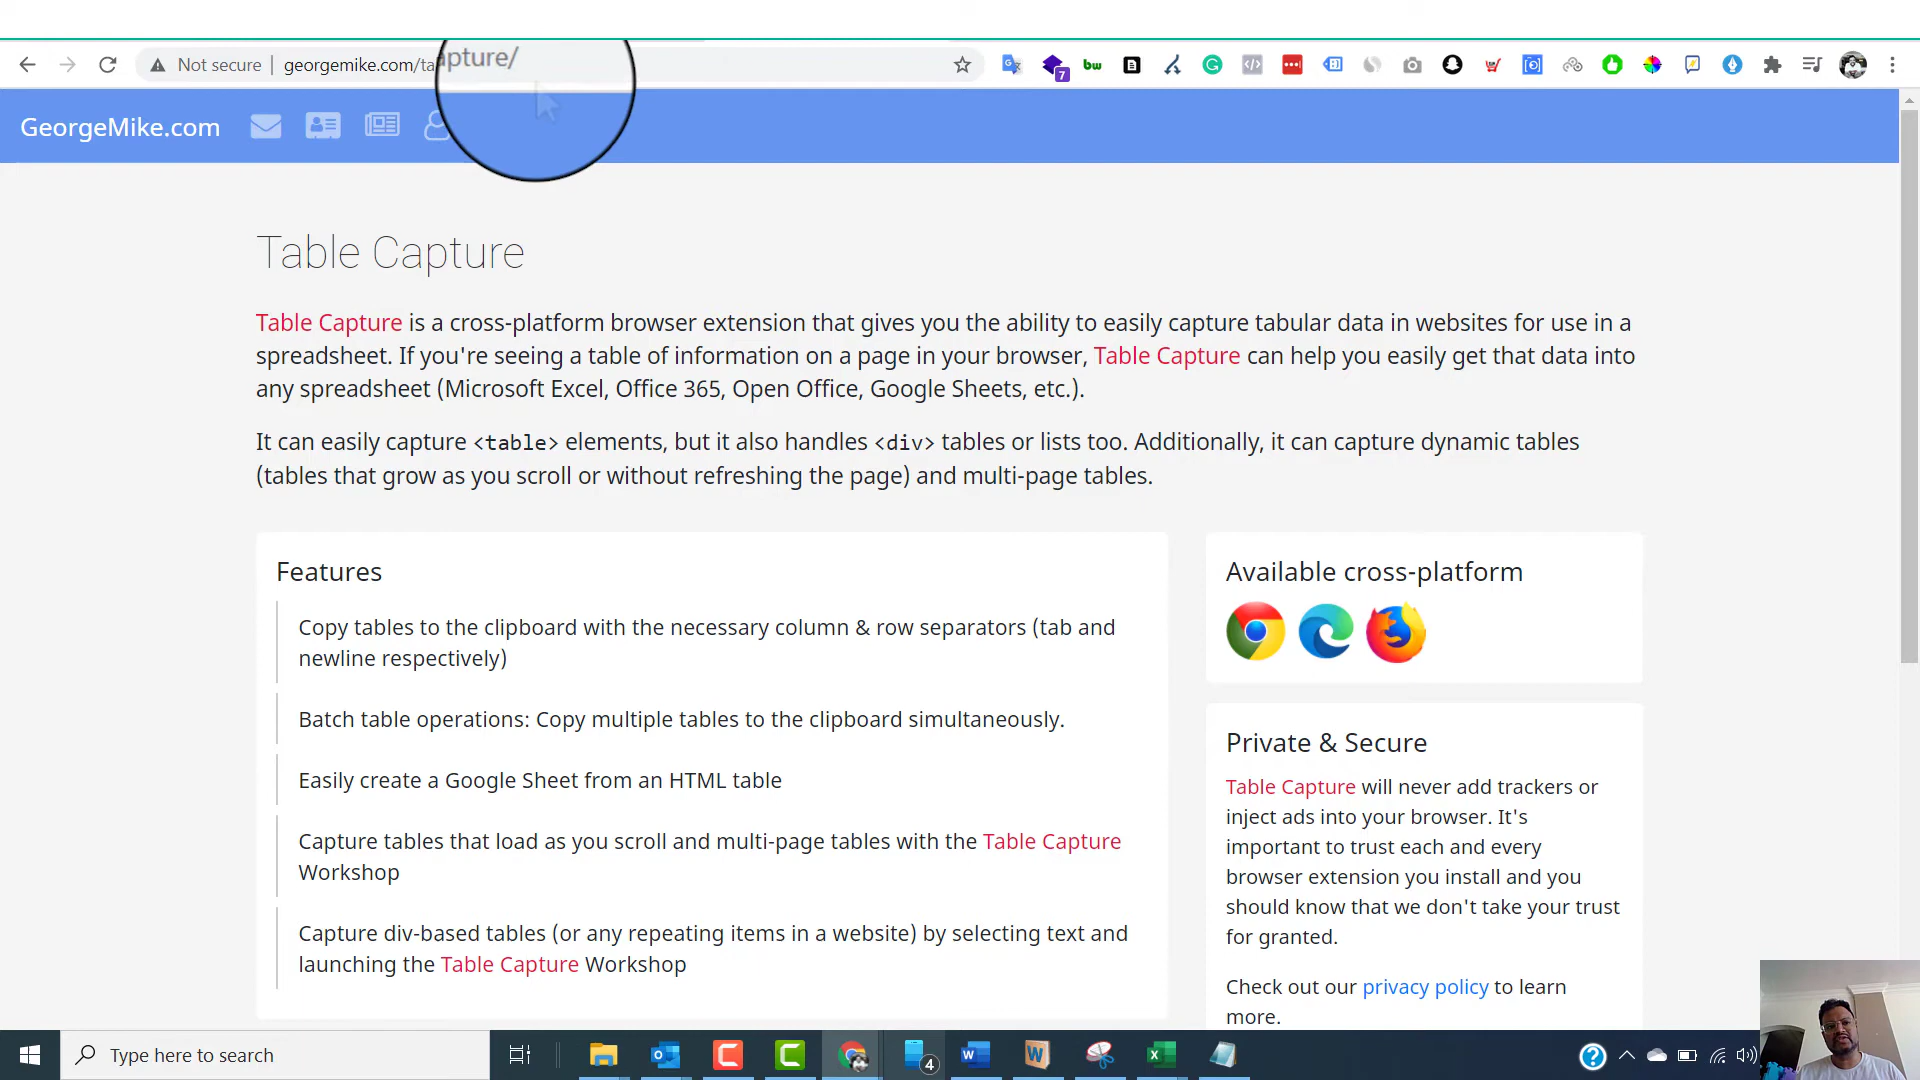 Not secure
georgemike.com/ta
apture/
7
bw
GeorgeMike.com
Table Capture
Table Capture is a cross-platform browser extension that gives you the ability to easily capture tabular data in websites for use in a
spreadsheet. If you're seeing a table of information on a page in your browser, Table Capture can help you easily get that data into
any spreadsheet (Microsoft Excel, Office 365, Open Office, Google Sheets, etc.).
It can easily capture <table> elements, but it also handles <div> tables or lists too. Additionally, it can capture dynamic tables
(tables that grow as you scroll or without refreshing the page) and multi-page tables.
Features
Copy tables to the clipboard with the necessary column & row separators (tab and
newline respectively)
Batch table operations: Copy multiple tables to the clipboard simultaneously.
Easily create a Google Sheet from an HTML table
Capture tables that load as you scroll and multi-page tables with the Table Capture
Workshop
Capture div-based tables (or any repeating items in a website) by selecting text and
launching the Table Capture Workshop
Available cross-platform
Private & Secure
Table Capture will never add trackers or
inject ads into your browser. It's
important to trust each and every
browser extension you install and you
should know that we don't take your trust
for granted.
Check out our privacy policy to learn
more.
Type here to search
4